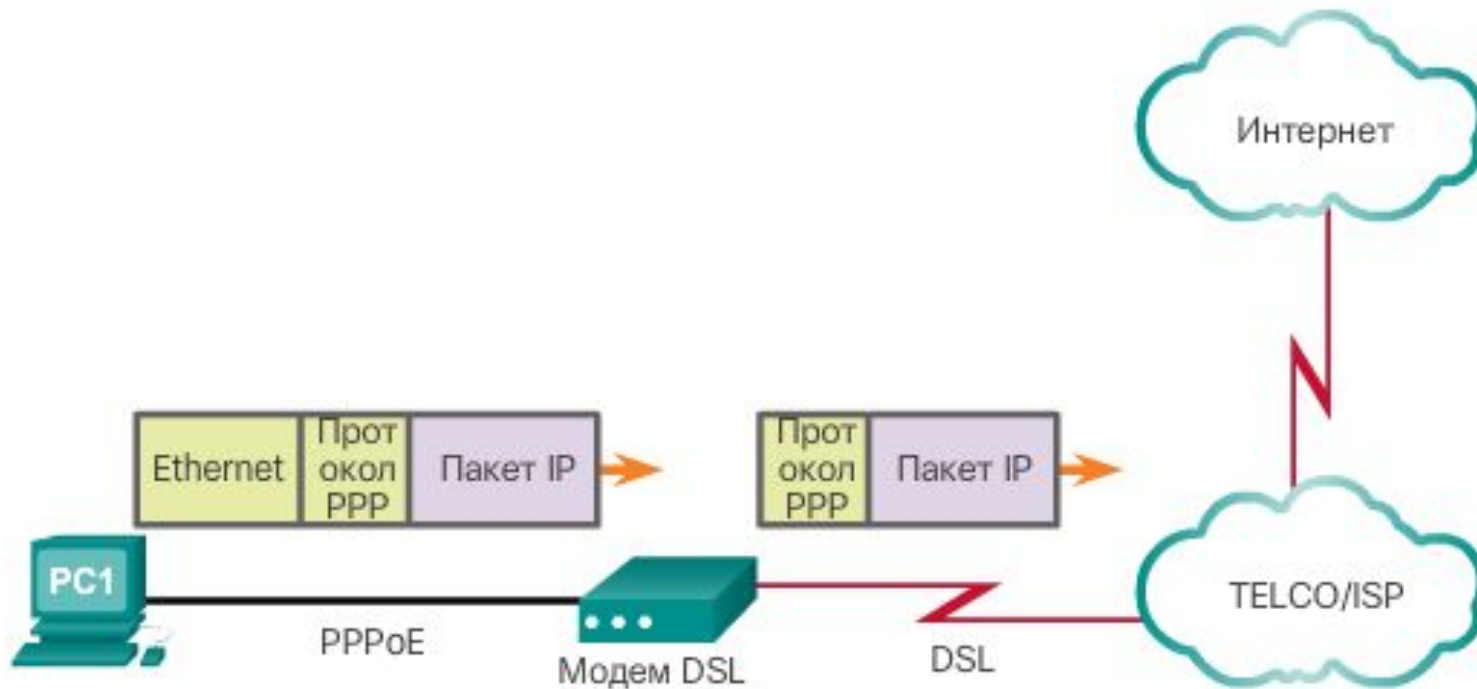 Интернет
Ethernet
Прот
окол
PPP
Пакет IP
Прот
окол
PPP
Пакет IP
PC1
PPPoE
Модем DSL
DSL
TELCO/ISP